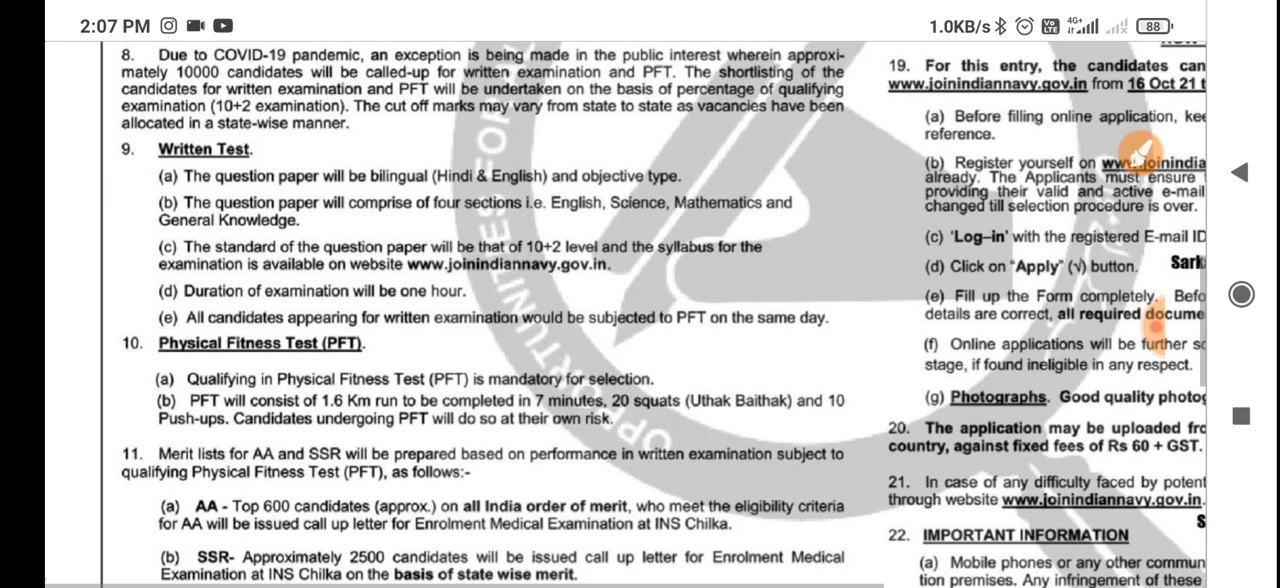 2:07 PM
1.0KB/s
Vo LTE
4G+
88
8. Due to COVID-19 pandemic, an exception is being made in the public interest wherein approxi-
mately 10000 candidates will be called-up for written examination and PFT. The shortlisting of the
candidates for written examination and PFT will be undertaken on the basis of percentage of qualifying
examination (10+2 examination). The cut off marks may vary from state to state as vacancies have been
allocated in a state-wise manner.
9. Written Test.
(a) The question paper will be bilingual (Hindi & English) and objective type.
(b) The question paper will comprise of four sections i.e. English, Science, Mathematics and
General Knowledge.
(c) The standard of the question paper will be that of 10+2 level and the syllabus for the
examination is available on website www.joinindiannavy.gov.in.
(d) Duration of examination will be one hour.
(e) All candidates appearing for written examination would be subjected to PFT on the same day.
10. Physical Fitness Test (PFT).
(a) Qualifying in Physical Fitness Test (PFT) is mandatory for selection.
(b) PFT will consist of 1.6 Km run to be completed in 7 minutes, 20 squats (Uthak Baithak) and 10
Push-ups. Candidates undergoing PFT will do so at their own risk.
11. Merit lists for AA and SSR will be prepared based on performance in written examination subject to
qualifying Physical Fitness Test (PFT), as follows:-
(a) AA - Top 600 candidates (approx.) on all India order of merit, who meet the eligibility criteria
for AA will be issued call up letter for Enrolment Medical Examination at INS Chilka.
(b) SSR- Approximately 2500 candidates will be issued call up letter for Enrolment Medical
Examination at INS Chilka on the basis of state wise merit.
19. For this entry, the candidates can
www.joinindiannavy.gov.in from 16 Oct 21 t
(a) Before filling online application, kee
reference.
(b) Register yourself on www.joinindia
already. The Applicants must ensure
providing their valid and active e-mail
changed till selection procedure is over.
(c) 'Log–in' with the registered E-mail ID
(d) Click on "Apply" (√) button.
Sark
(e) Fill up the Form completely. Befo
details are correct, all required docume
(f) Online applications will be further sc
stage, if found ineligible in any respect.
(g) Photographs. Good quality photog
20. The application may be uploaded fro
country, against fixed fees of Rs 60 + GST.
21. In case of any difficulty faced by potent
through website www.joinindiannavy.gov.in.
S
22. IMPORTANT INFORMATION
(a) Mobile phones or any other commun
tion premises. Any infringement of these
OPPORTUNITIES FOR